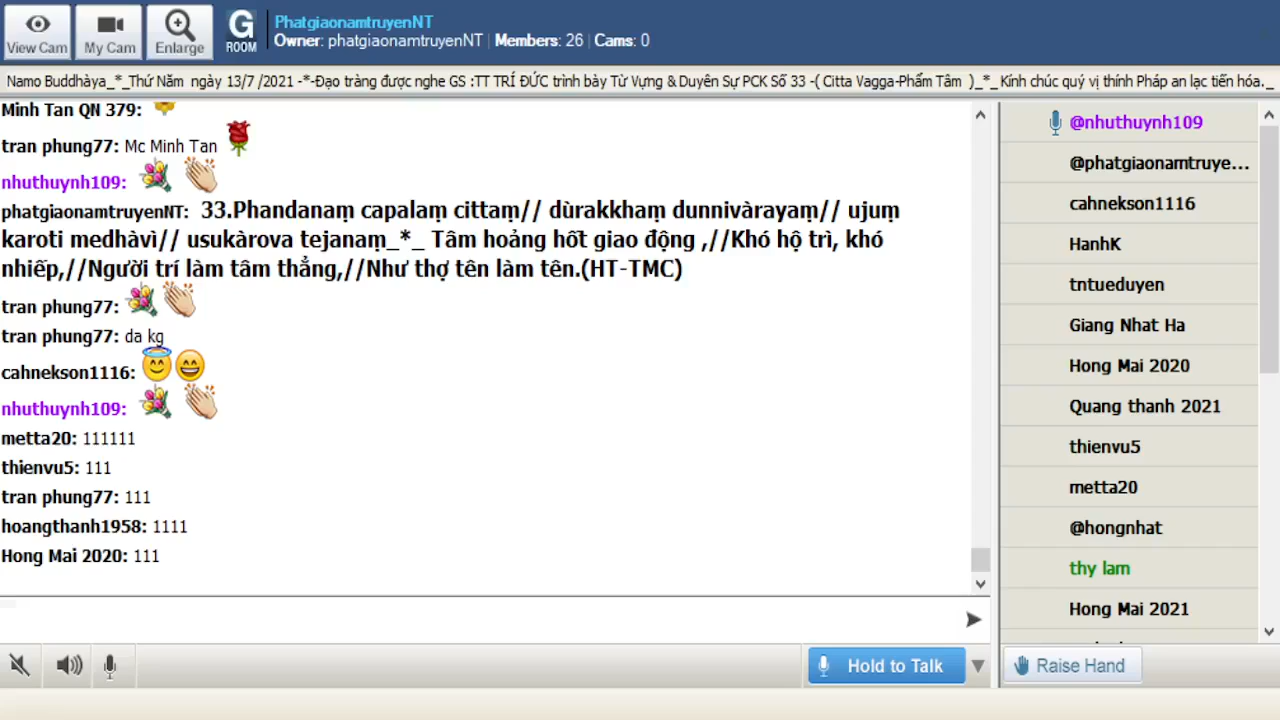 PhatgiaonamtruyenNT
Owner: phatgiaonamtruyenNT | Members: 26 | Cams: 0
View Cam
My Cam
Enlarge
G
ROOM
Namo Buddhàya_*_Thứ Năm ngày 13/7 /2021 -*-Đạo tràng được nghe GS :TT TRÍ ĐỨC trình bày Từ Vựng & Duyên Sự PCK Số 33 -( Citta Vagga-Phẩm Tâm )_*_ Kính chúc quý vị thính Pháp an lạc tiến hóa._
Minh Tan QN 379:
tran phung77: Mc Minh Tan
nhuthuynh109:
phatgiaonamtruyenNT: 33.Phandanaṃ capalaṃ cittaṃ// dùrakkhaṃ dunnivàrayaṃ// ujuṃ
karoti medhàvì// usukàrova tejanaṃ_*_ Tâm hoảng hốt giao động ,//Khó hộ trì, khó
nhiếp,//Người trí làm tâm thẳng,//Như thợ tên làm tên.(HT-TMC)
tran phung77:
tran phung77: da kg
cahnekson1116:
nhuthuynh109:
metta20: 111111
thienvu5: 111
tran phung77: 111
hoangthanh1958: 1111
Hong Mai 2020: 111
@nhuthuynh109
@phatgiaonamtruye...
cahnekson1116
HanhK
tntueduyen
Giang Nhat Ha
Hong Mai 2020
Quang thanh 2021
thienvu5
metta20
@hongnhat
thy lam
Hong Mai 2021
Hold to Talk
Raise Hand